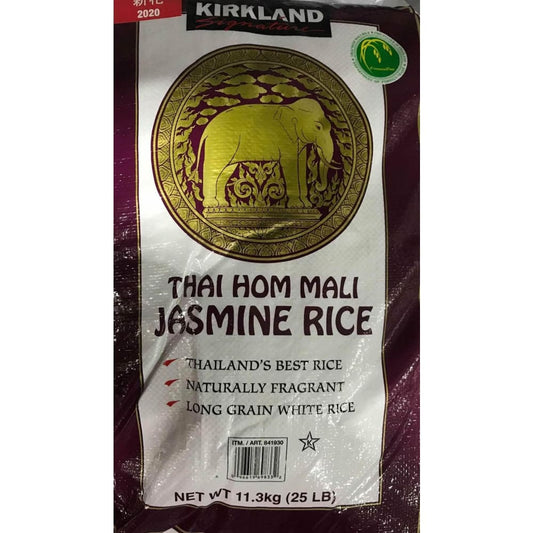 新花
2020
KIRKLAND
Signature
THAI HOM MALI
JASMINE RICE
THAILAND'S BEST RICE
NATURALLY FRAGRANT
LONG GRAIN WHITE RICE
ITM. / ART. 841930
K
NET WT 11.3kg (25 LB)